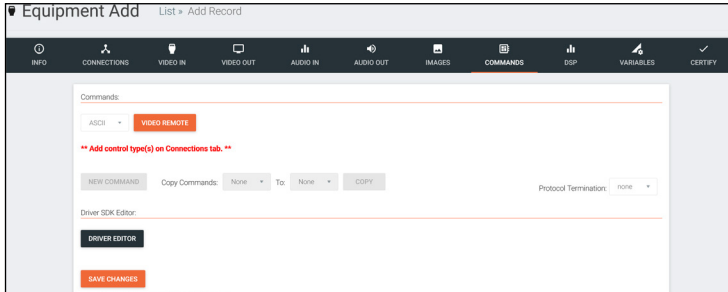 Equipment Add List » Add Record
INFO CONNECTIONS VIDEO IN VIDEO OUT AUDIO IN AUDIO OUT IMAGES COMMANDS DSP VARIABLES CERTIFY
Commands:
ASCII VIDEO REMOTE
** Add control type(s) on Connections tab. **
NEW COMMAND Copy Commands: None To: None COPY Protocol Termination: none
Driver SDK Editor:
DRIVER EDITOR
SAVE CHANGES